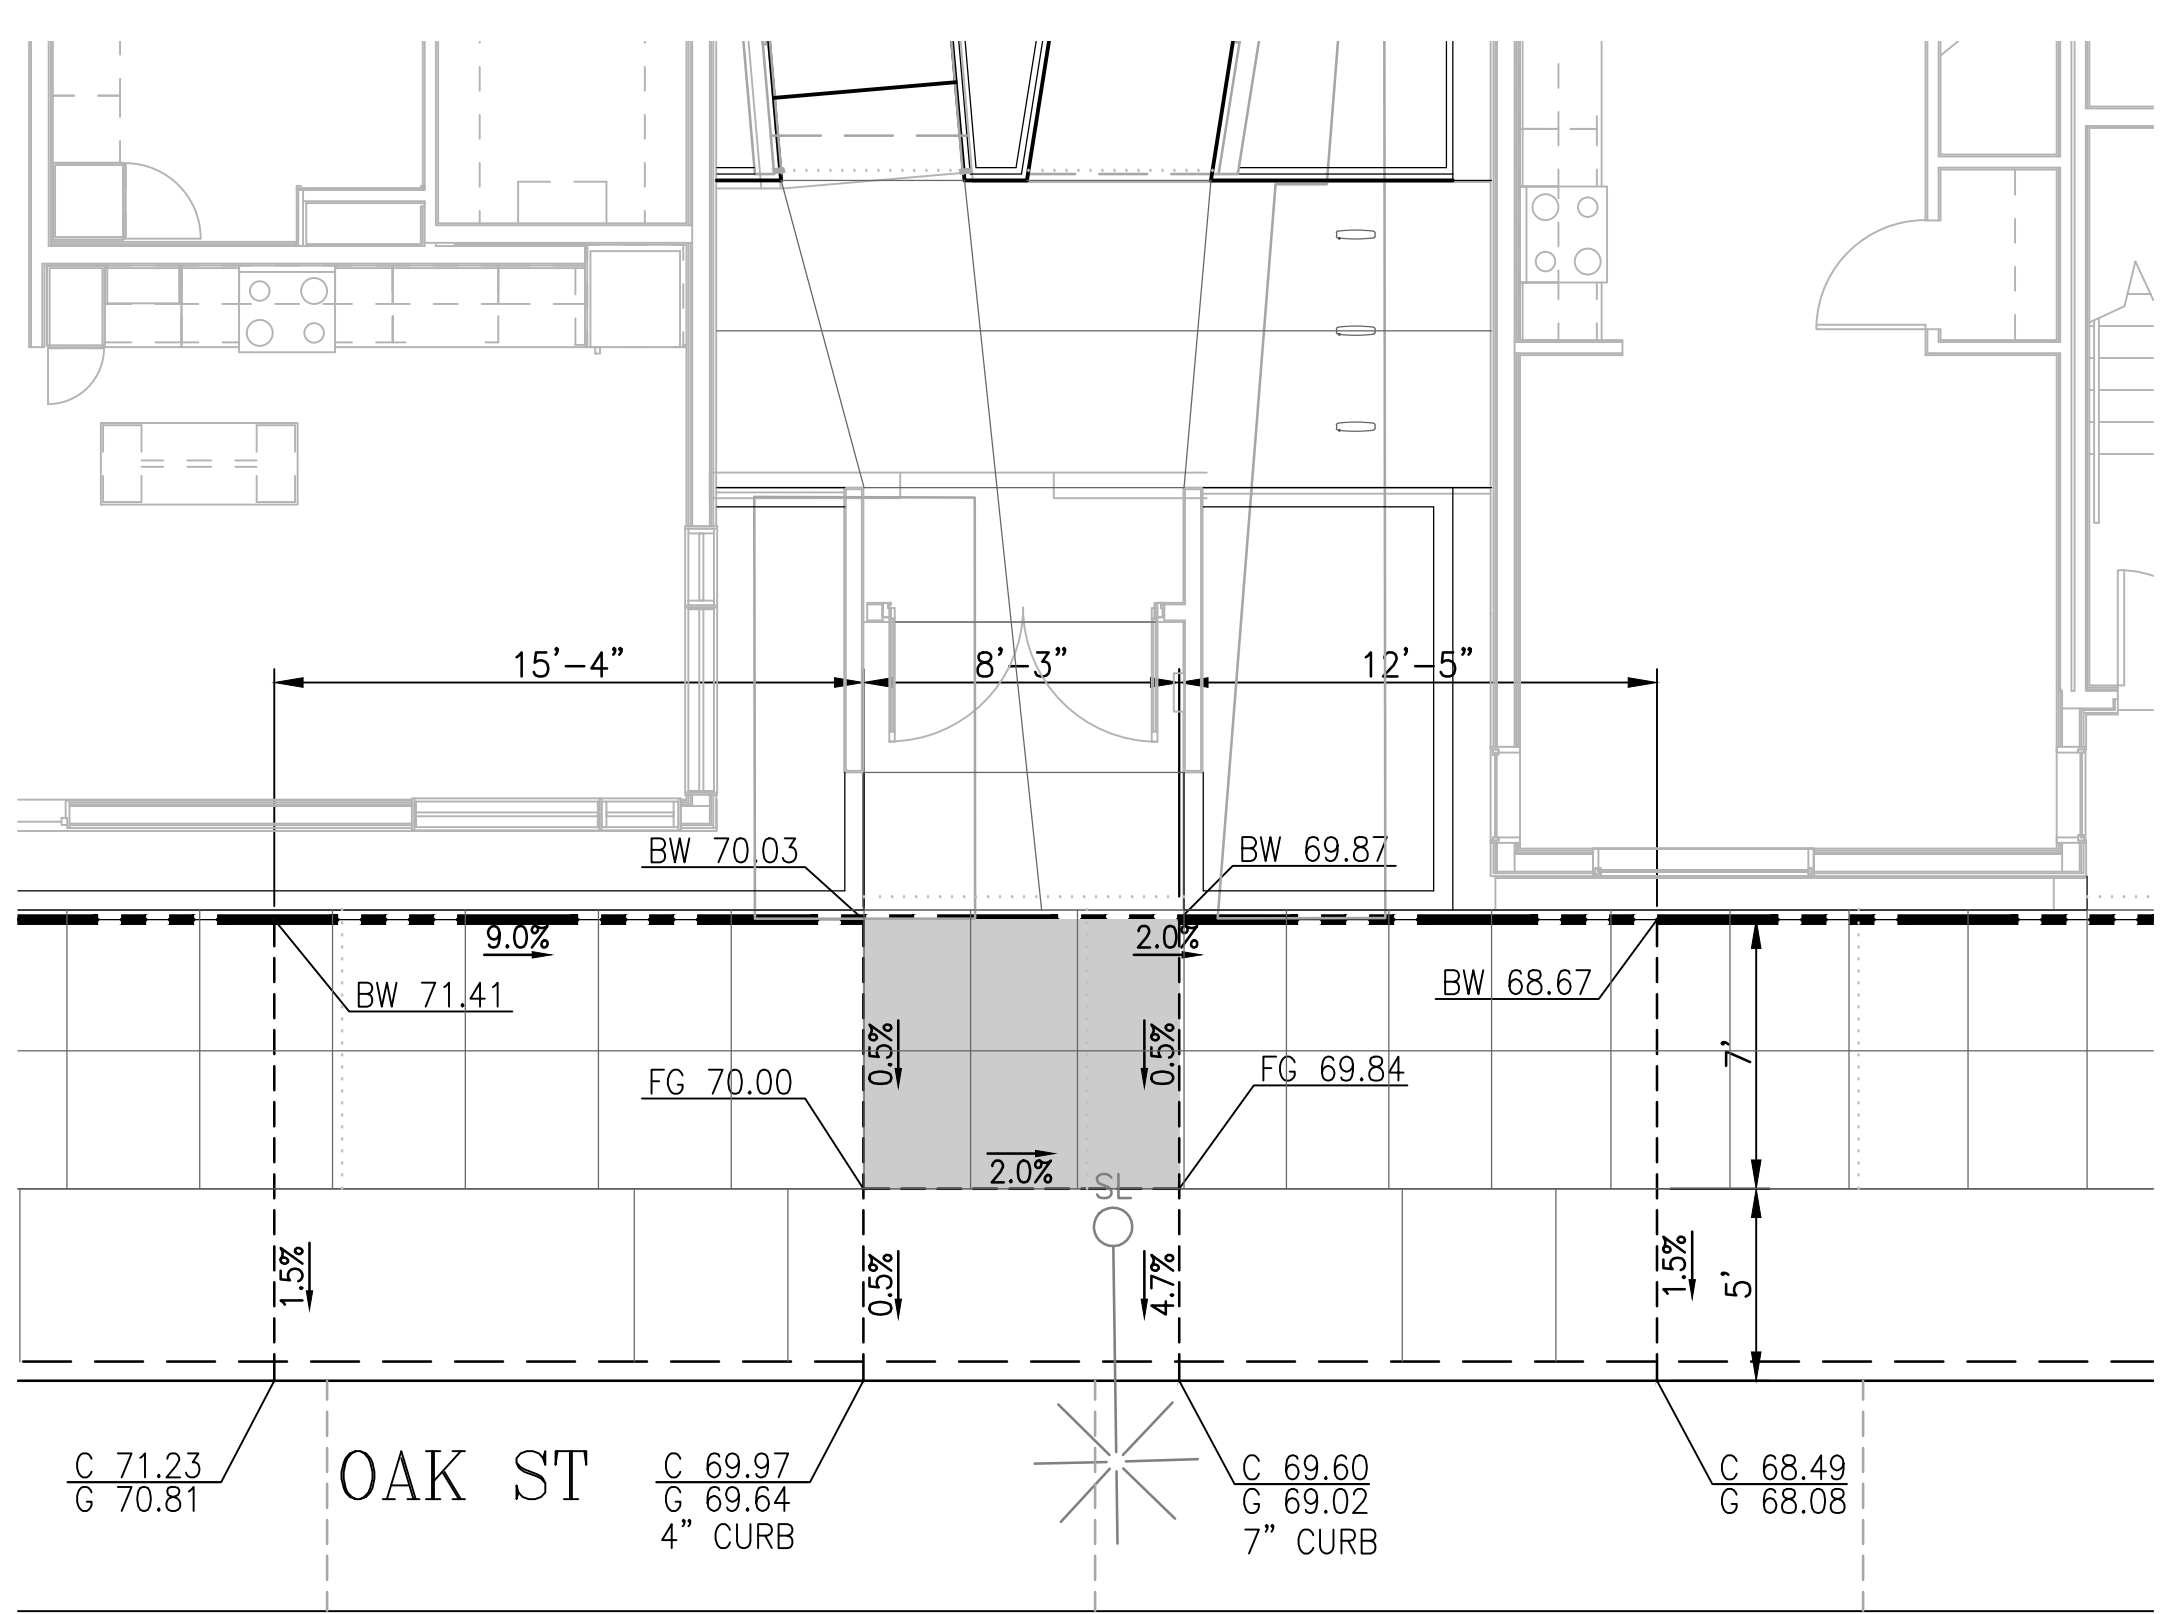 15’-4”
8’-3”
12’-5”
BW 70.03
BW 69.87
9.0%
2.0%
BW 71.41
BW 68.67
0.5%
0.5%
7'
FG 70.00
FG 69.84
2.0%
SL
1.5%
0.5%
4.7%
1.5%
5'
C 71.23
G 70.81
OAK ST
C 69.97
G 69.64
4” CURB
C 69.60
G 69.02
7” CURB
C 68.49
G 68.08